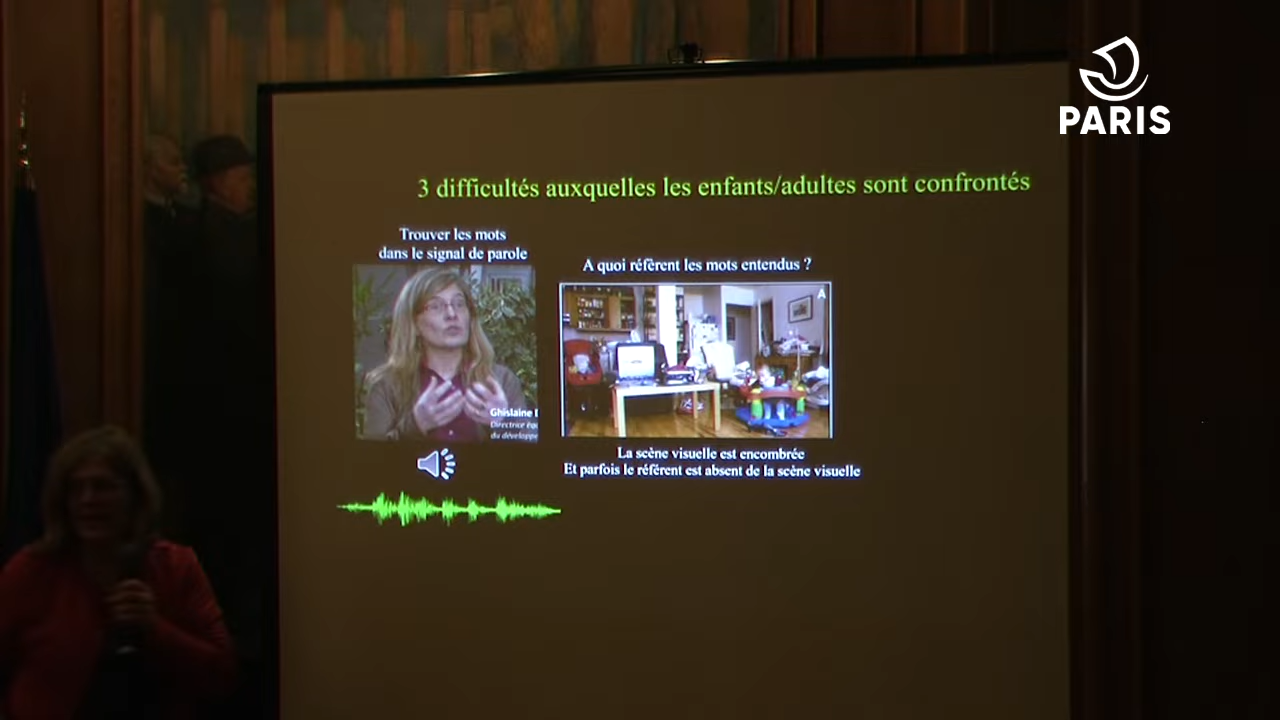 PARIS
3 difficultés auxquelles les enfants/adultes sont confrontés
Trouver les mots
dans le signal de parole
A quoi réfèrent les mots entendus ?
A
Ghislaine
Directrice
du
La scène visuelle est encombrée
Et parfois le référent est absent de la scène visuelle